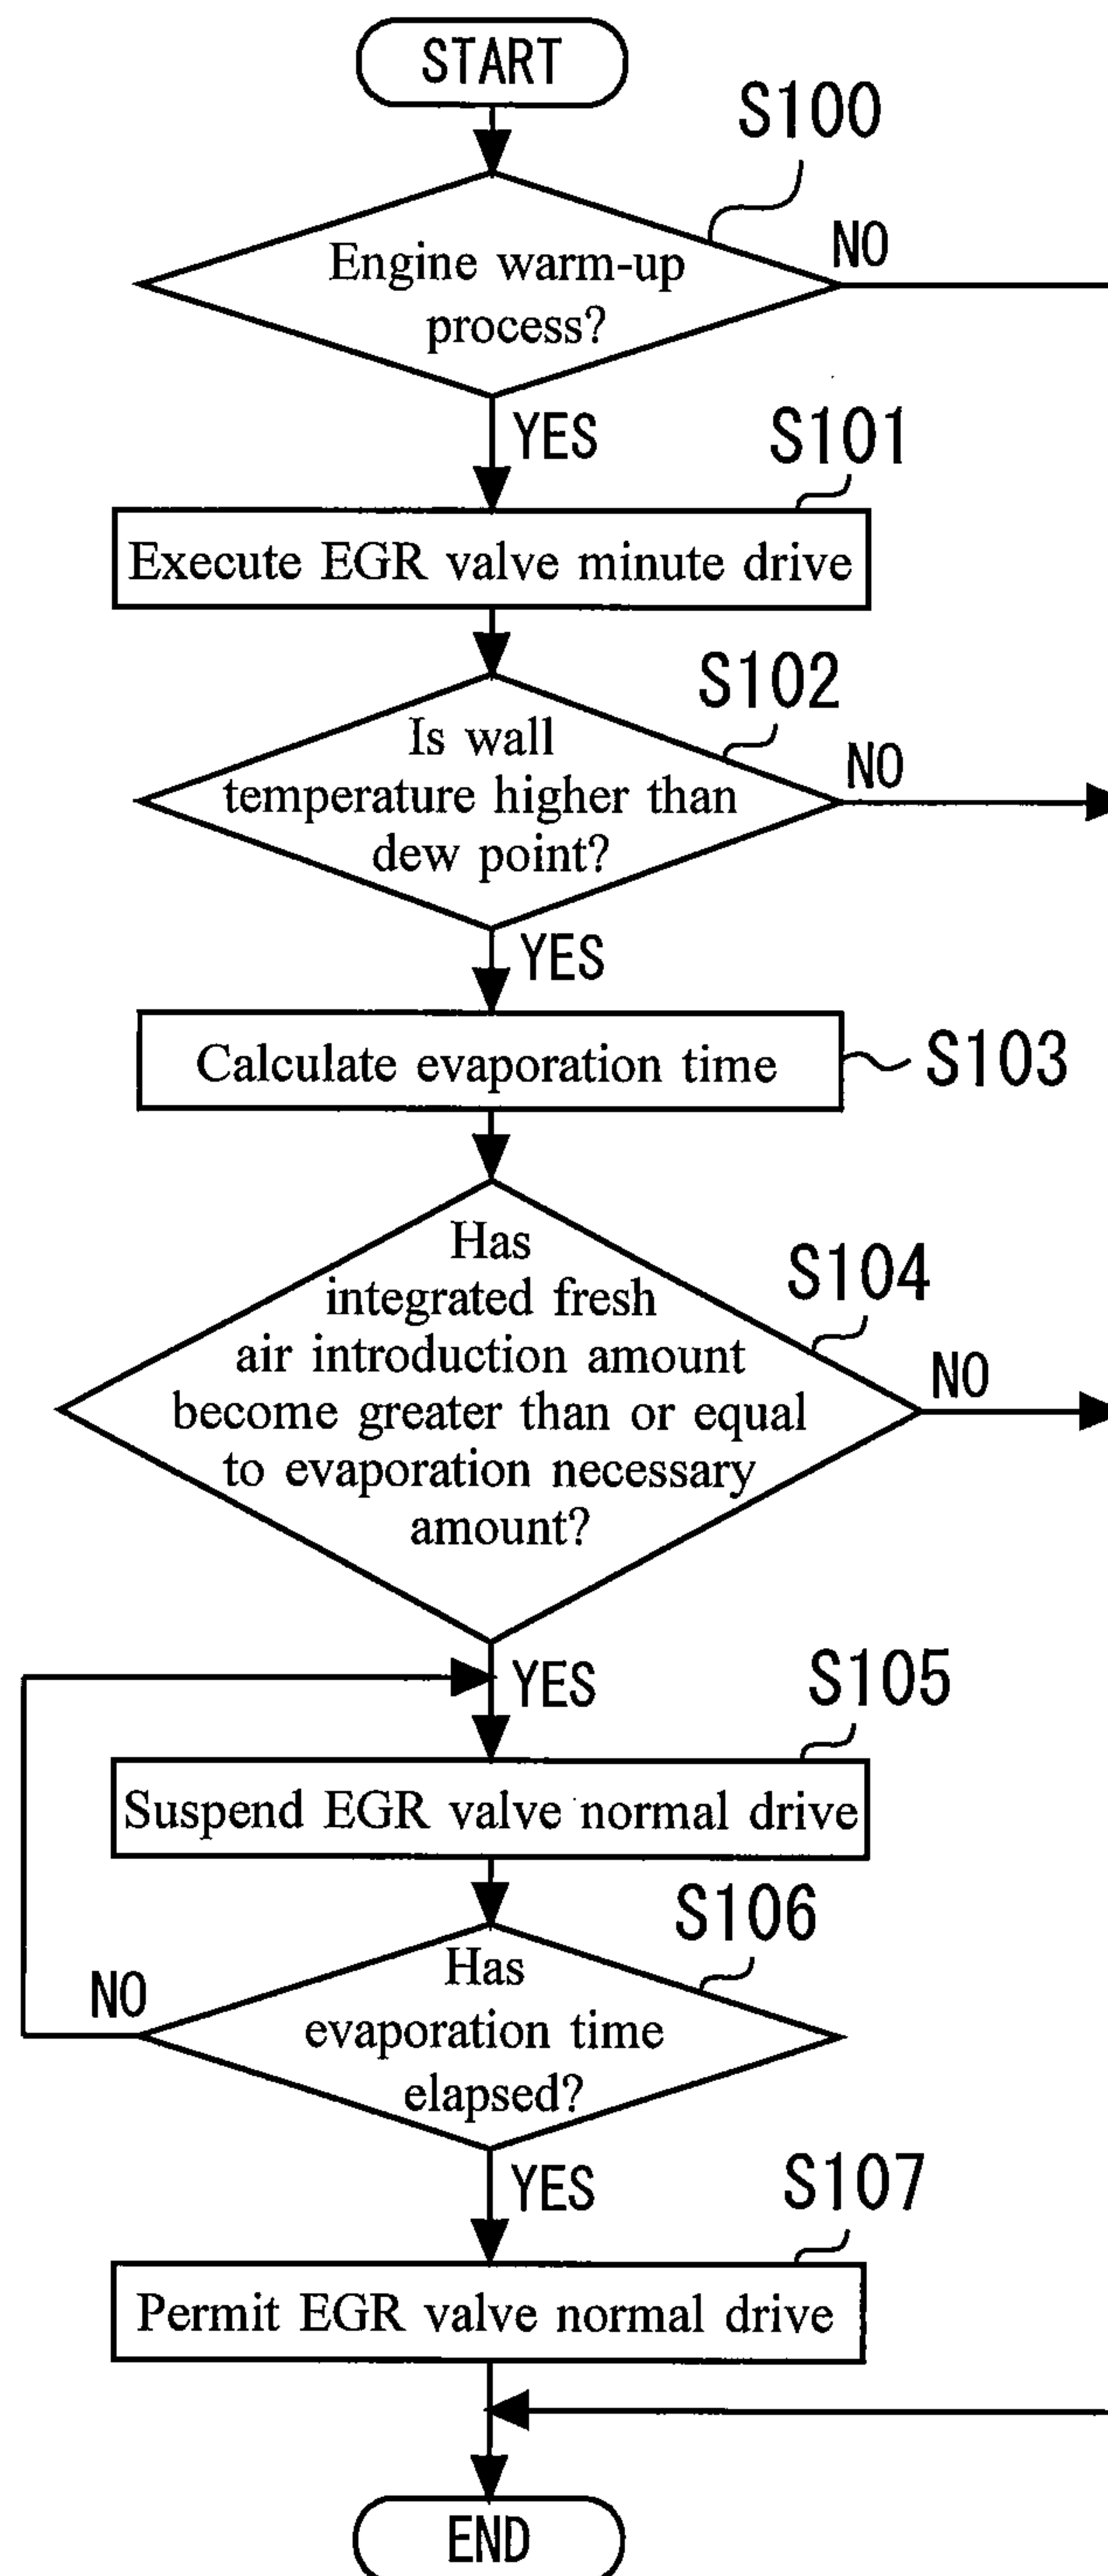 START
S100
Engine warm-up
process?
NO
YES
S101
Execute EGR valve minute drive
S102
Is wall
temperature higher than
dew point?
NO
YES
Calculate evaporation time
S103
Has
integrated fresh
air introduction amount
become greater than or equal
to evaporation necessary
amount?
S104
NO
YES
S105
Suspend EGR valve normal drive
S106
Has
evaporation time
elapsed?
NO
YES
S107
Permit EGR valve normal drive
END